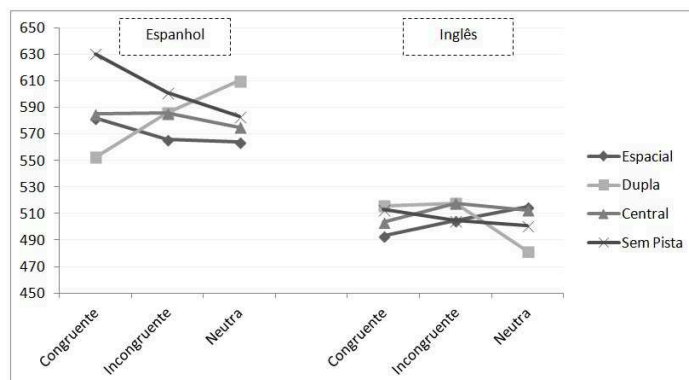 650
630
610
590
570
550
530
510
490
470
450
Espanhol
Inglês
Congruente
Incongruente
Neutra
Congruente
Incongruente
Neutra
Espacial
Dupla
Central
Sem Pista